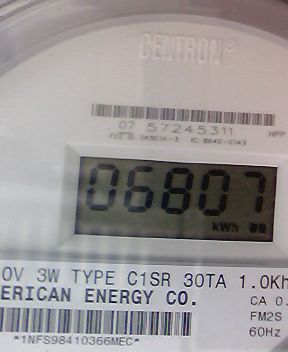 CENTRON®
07 57245311
HPP
06807
kWh
0V 3W TYPE C1SR 30TA 1.0Kh
ERICAN ENERGY CO.
CA 0.
FM2S
60Hz
*1NFS98410366MEC*